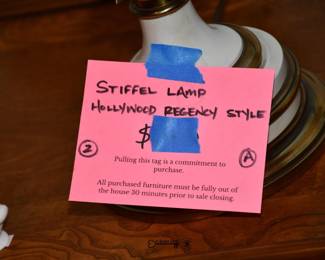 STIFFEL LAMP
HOLLYWOOD REGENCY STYLE
$
2
A
Pulling this tag is a commitment to
purchase.
All purchased furniture must be fully out of
the house 30 minutes prior to sale closing.